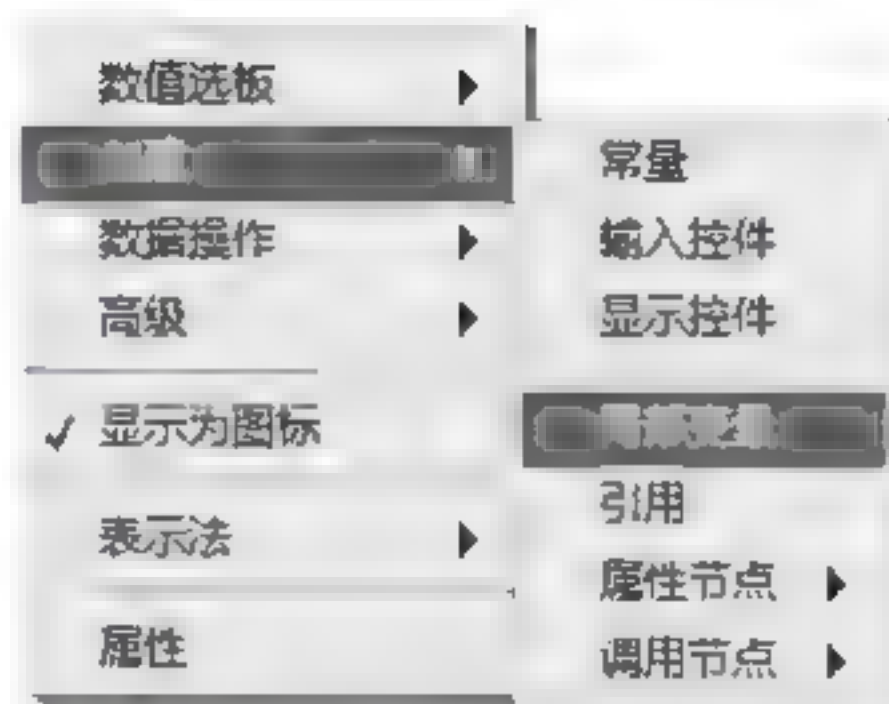 数值选板
数据操作
高级
显示为图标
表示法
属性
常量
输入控件
显示控件
引用
属性节点
调用节点